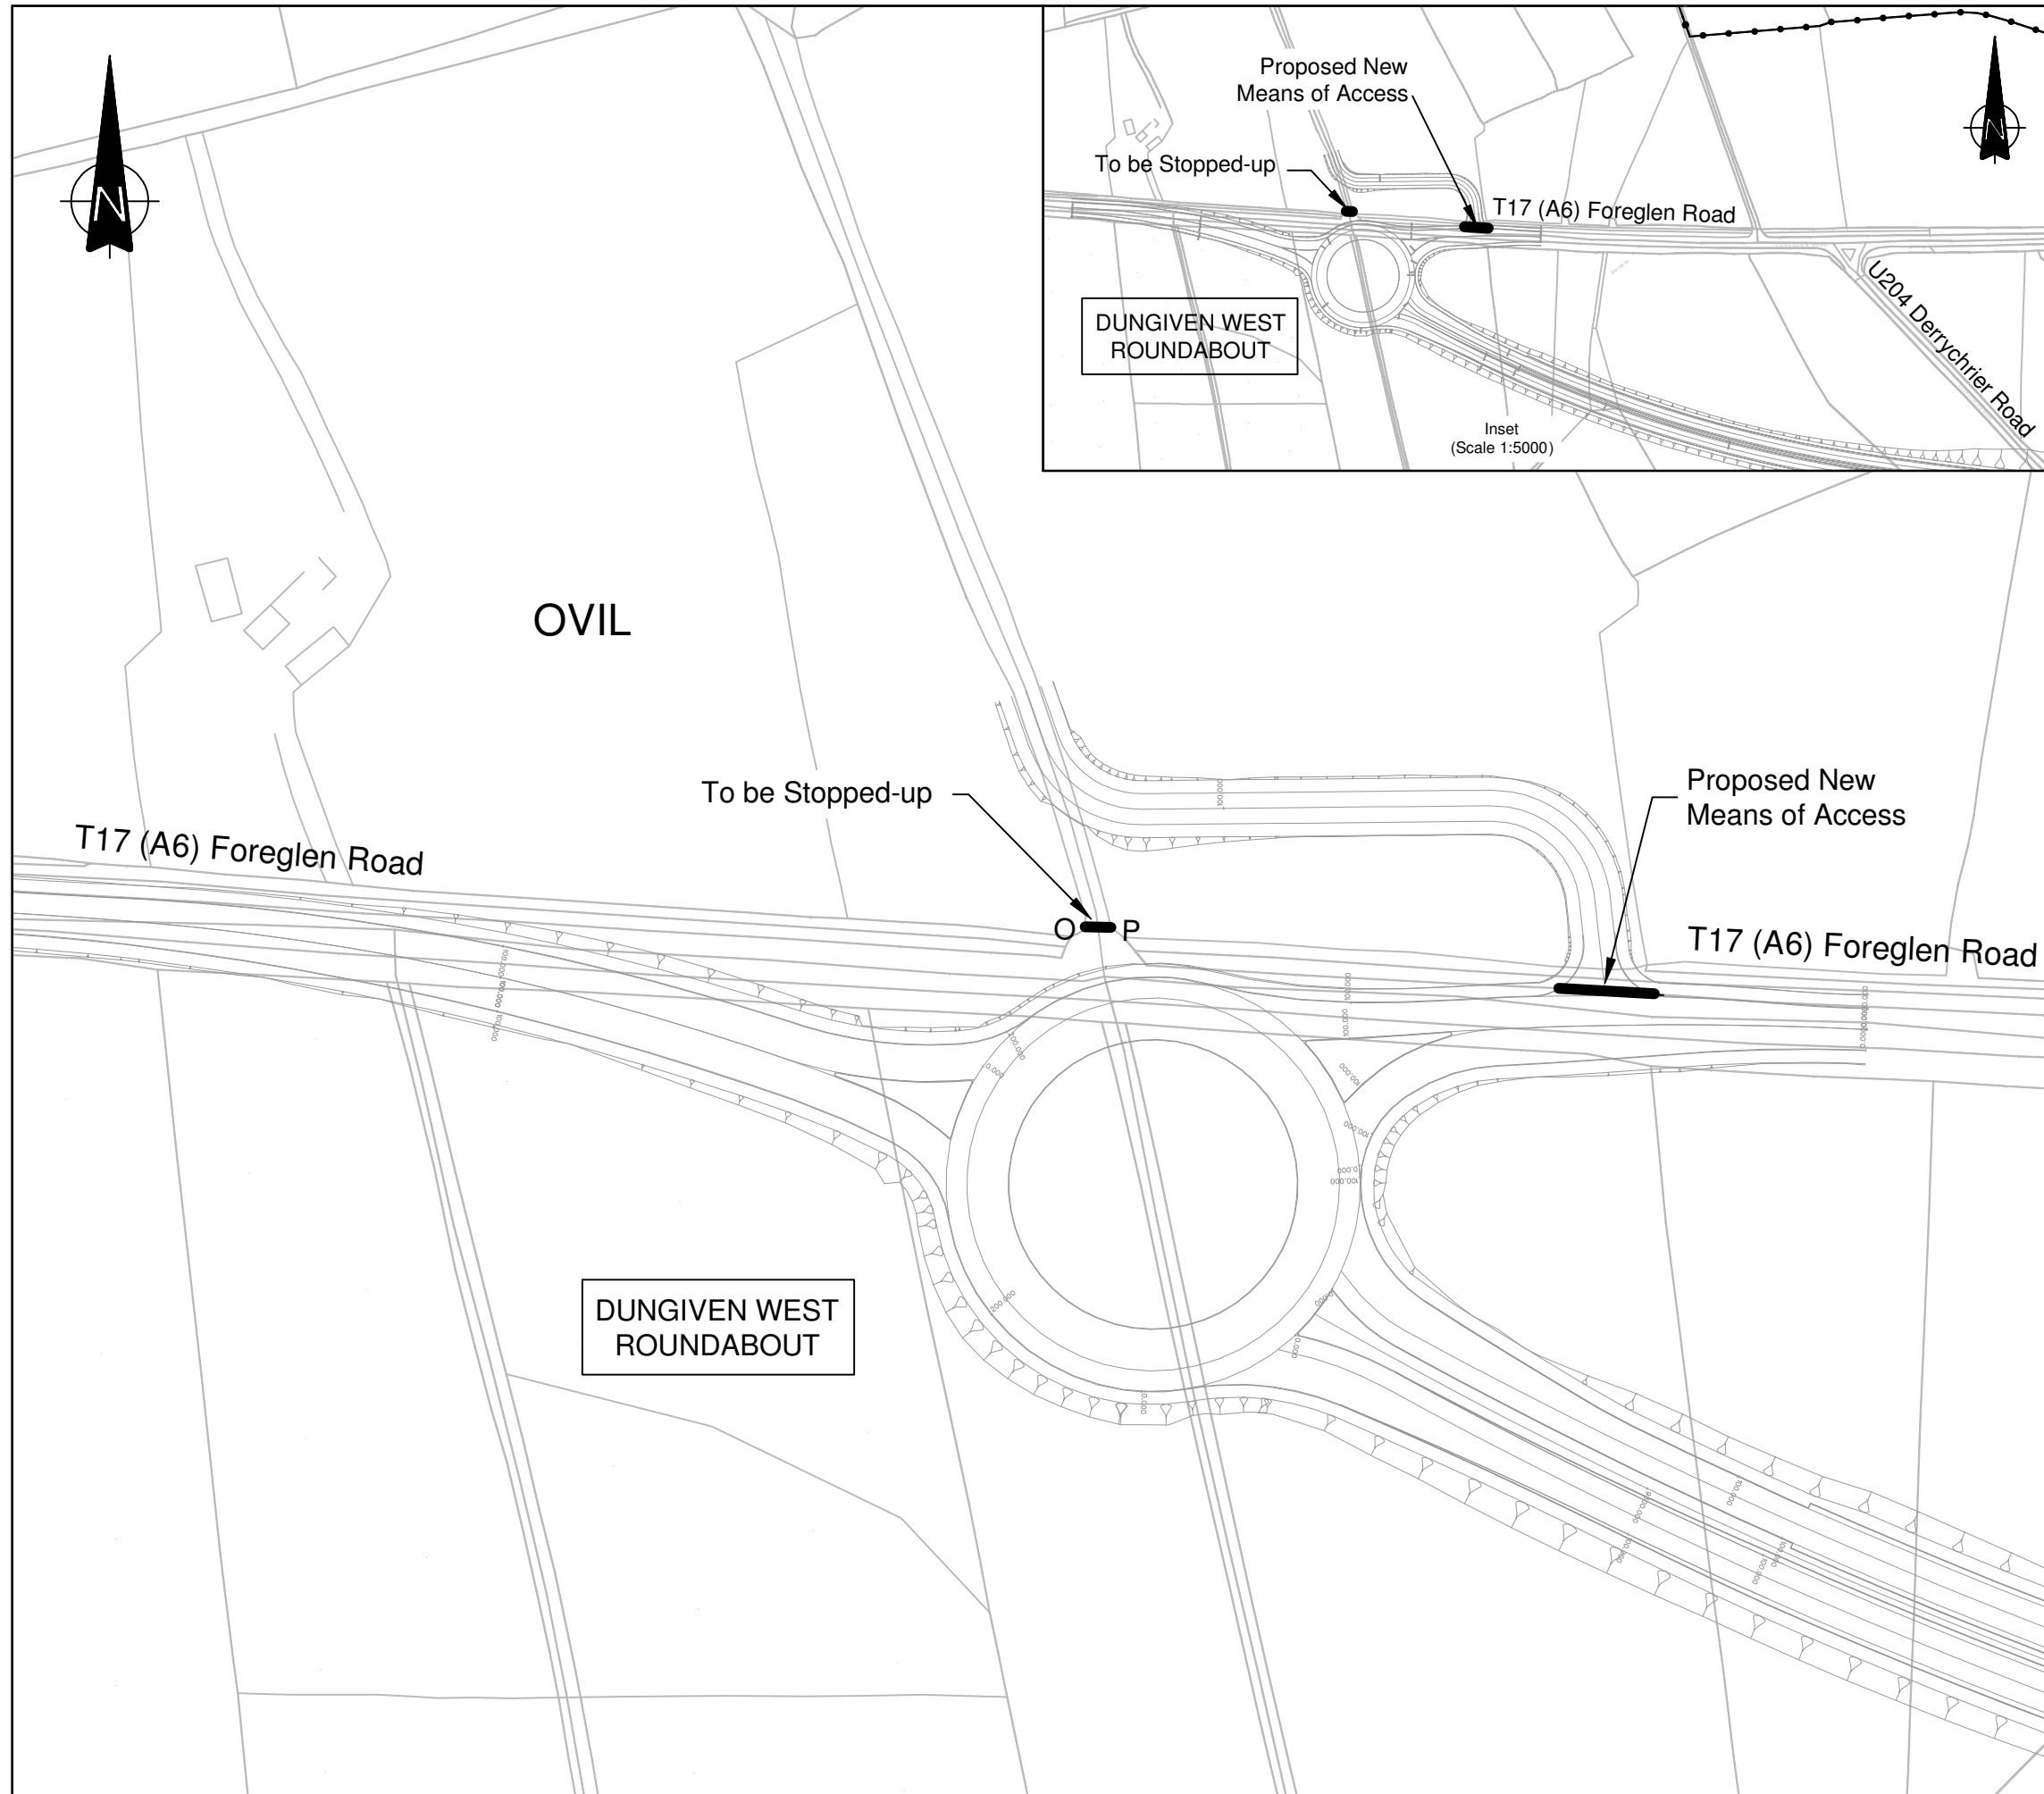 N
Proposed New
Means of Access
N
To be Stopped-up
T17 (A6) Foreglen Road
U204 Derrychrier Road
DUNGIVEN WEST
ROUNDABOUT
Inset
(Scale 1:5000)
OVIL
To be Stopped-up
Proposed New
Means of Access
T17 (A6) Foreglen Road
O P
T17 (A6) Foreglen Road
DUNGIVEN WEST
ROUNDABOUT